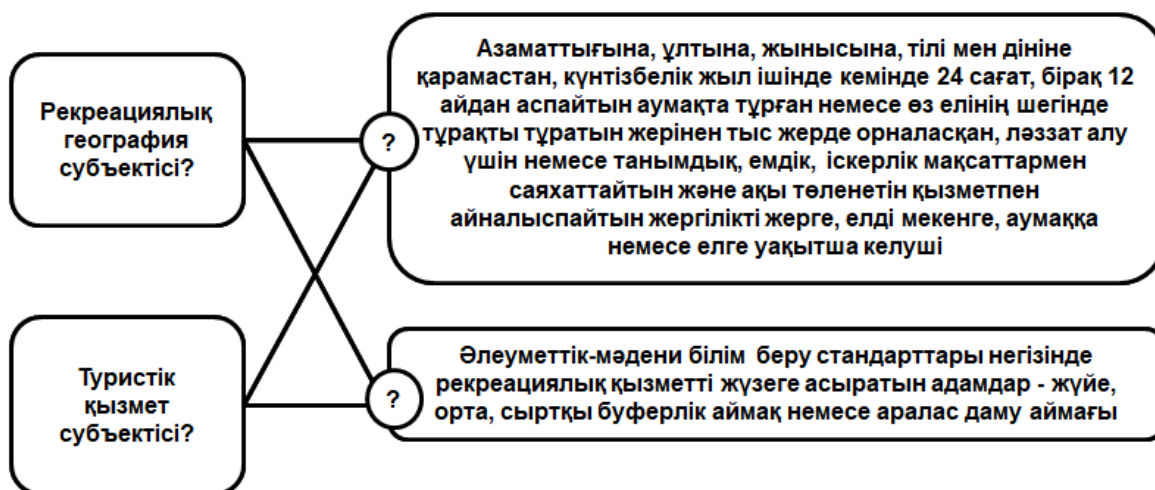 Рекреациялық
география
субъектісі?
?
Азаматтығына, ұлтына, жынысына, тілі мен дініне
қарамастан, күнтізбелік жыл ішінде кемінде 24 сағат, бірақ 12
айдан аспайтын аумақта тұрған немесе өз елінің шегінде
тұрақты тұратын жерінен тыс жерде орналасқан, ләззат алу
үшін немесе танымдық, емдік, іскерлік мақсаттармен
саяхаттайтын және ақы төленетін қызметпен
айналыспайтын жергілікті жерге, елді мекенге, аумаққа
немесе елге уақытша келуші
Туристік
қызмет
субъектісі?
?
Әлеуметтік-мәдени білім беру стандарттары негізінде
рекреациялық қызметті жүзеге асыратын адамдар - жүйе,
орта, сыртқы буферлік аймақ немесе аралас даму аймағы